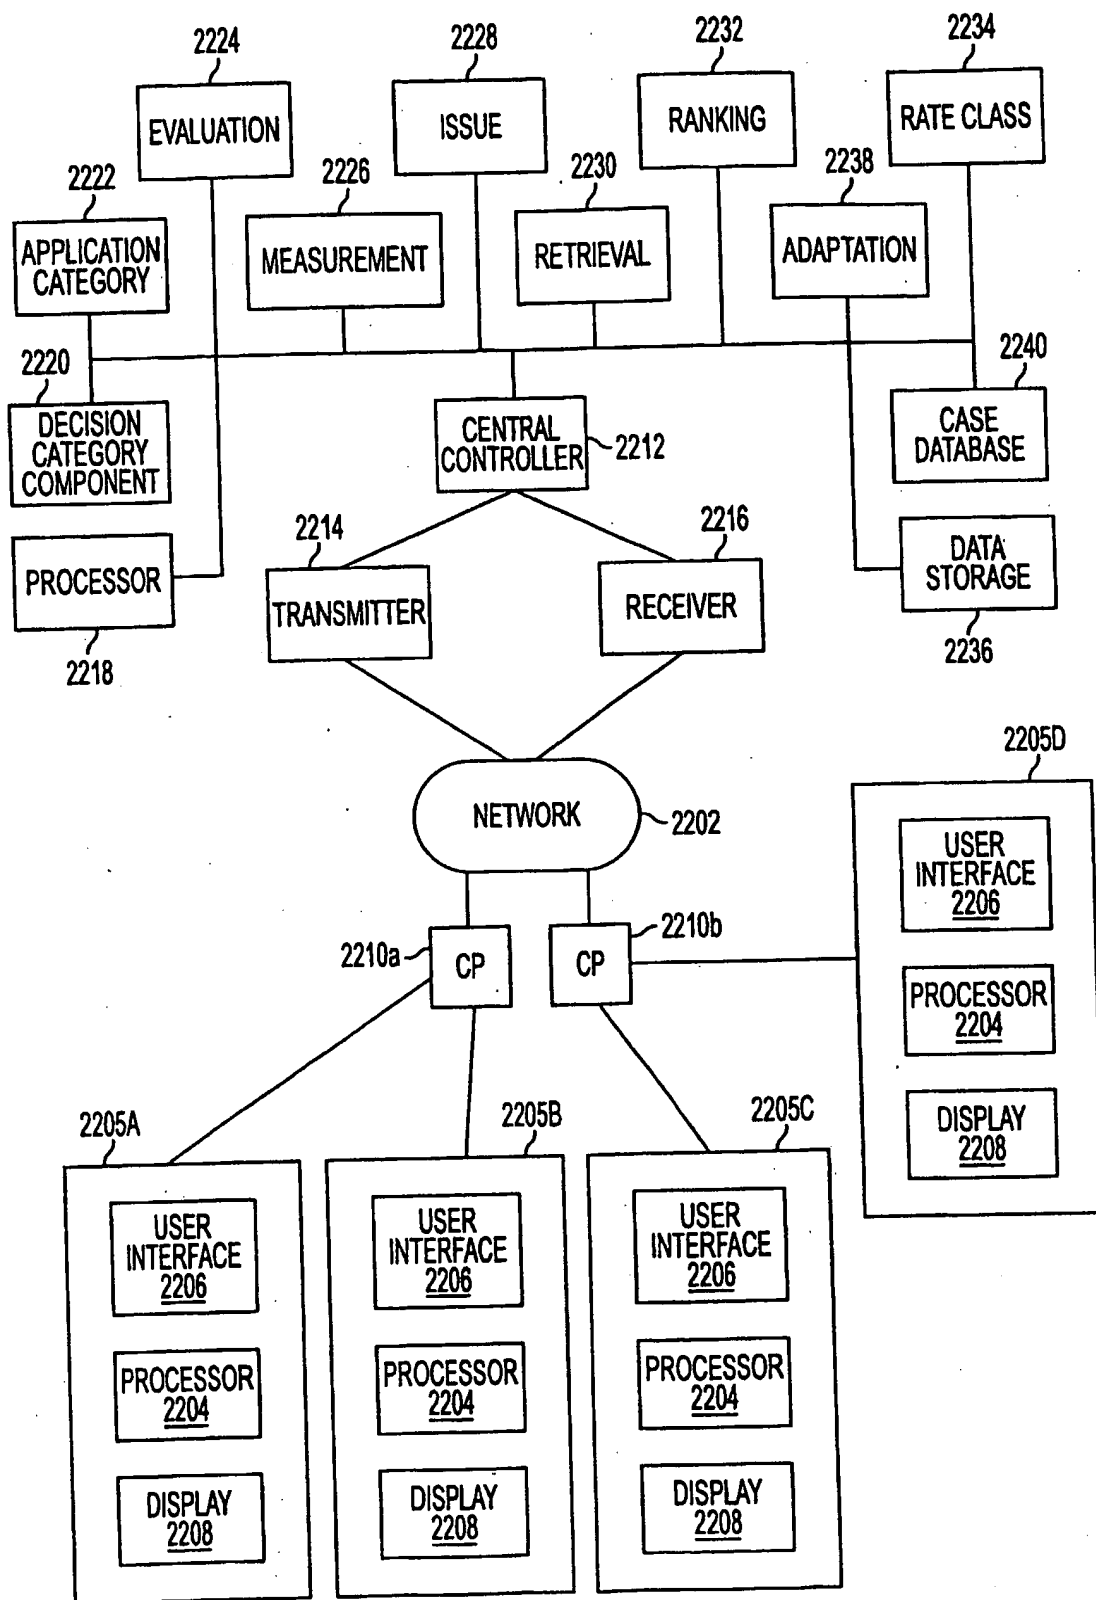 2224
2228
2232
2234
EVALUATION
ISSUE
RANKING
RATE CLASS
2222
2226
2230
2238
APPLICATION
CATEGORY
MEASUREMENT
RETRIEVAL
ADAPTATION
2220
2240
DECISION
CATEGORY
COMPONENT
CENTRAL
CONTROLLER
2212
CASE
DATABASE
2214
2216
PROCESSOR
2218
TRANSMITTER
RECEIVER
DATA
STORAGE
2236
NETWORK
2202
2205D
USER
INTERFACE
2206
PROCESSOR
2204
DISPLAY
2208
2210a
CP
CP
2210b
2205A
USER
INTERFACE
2206
PROCESSOR
2204
DISPLAY
2208
2205B
USER
INTERFACE
2206
PROCESSOR
2204
DISPLAY
2208
2205C
USER
INTERFACE
2206
PROCESSOR
2204
DISPLAY
2208